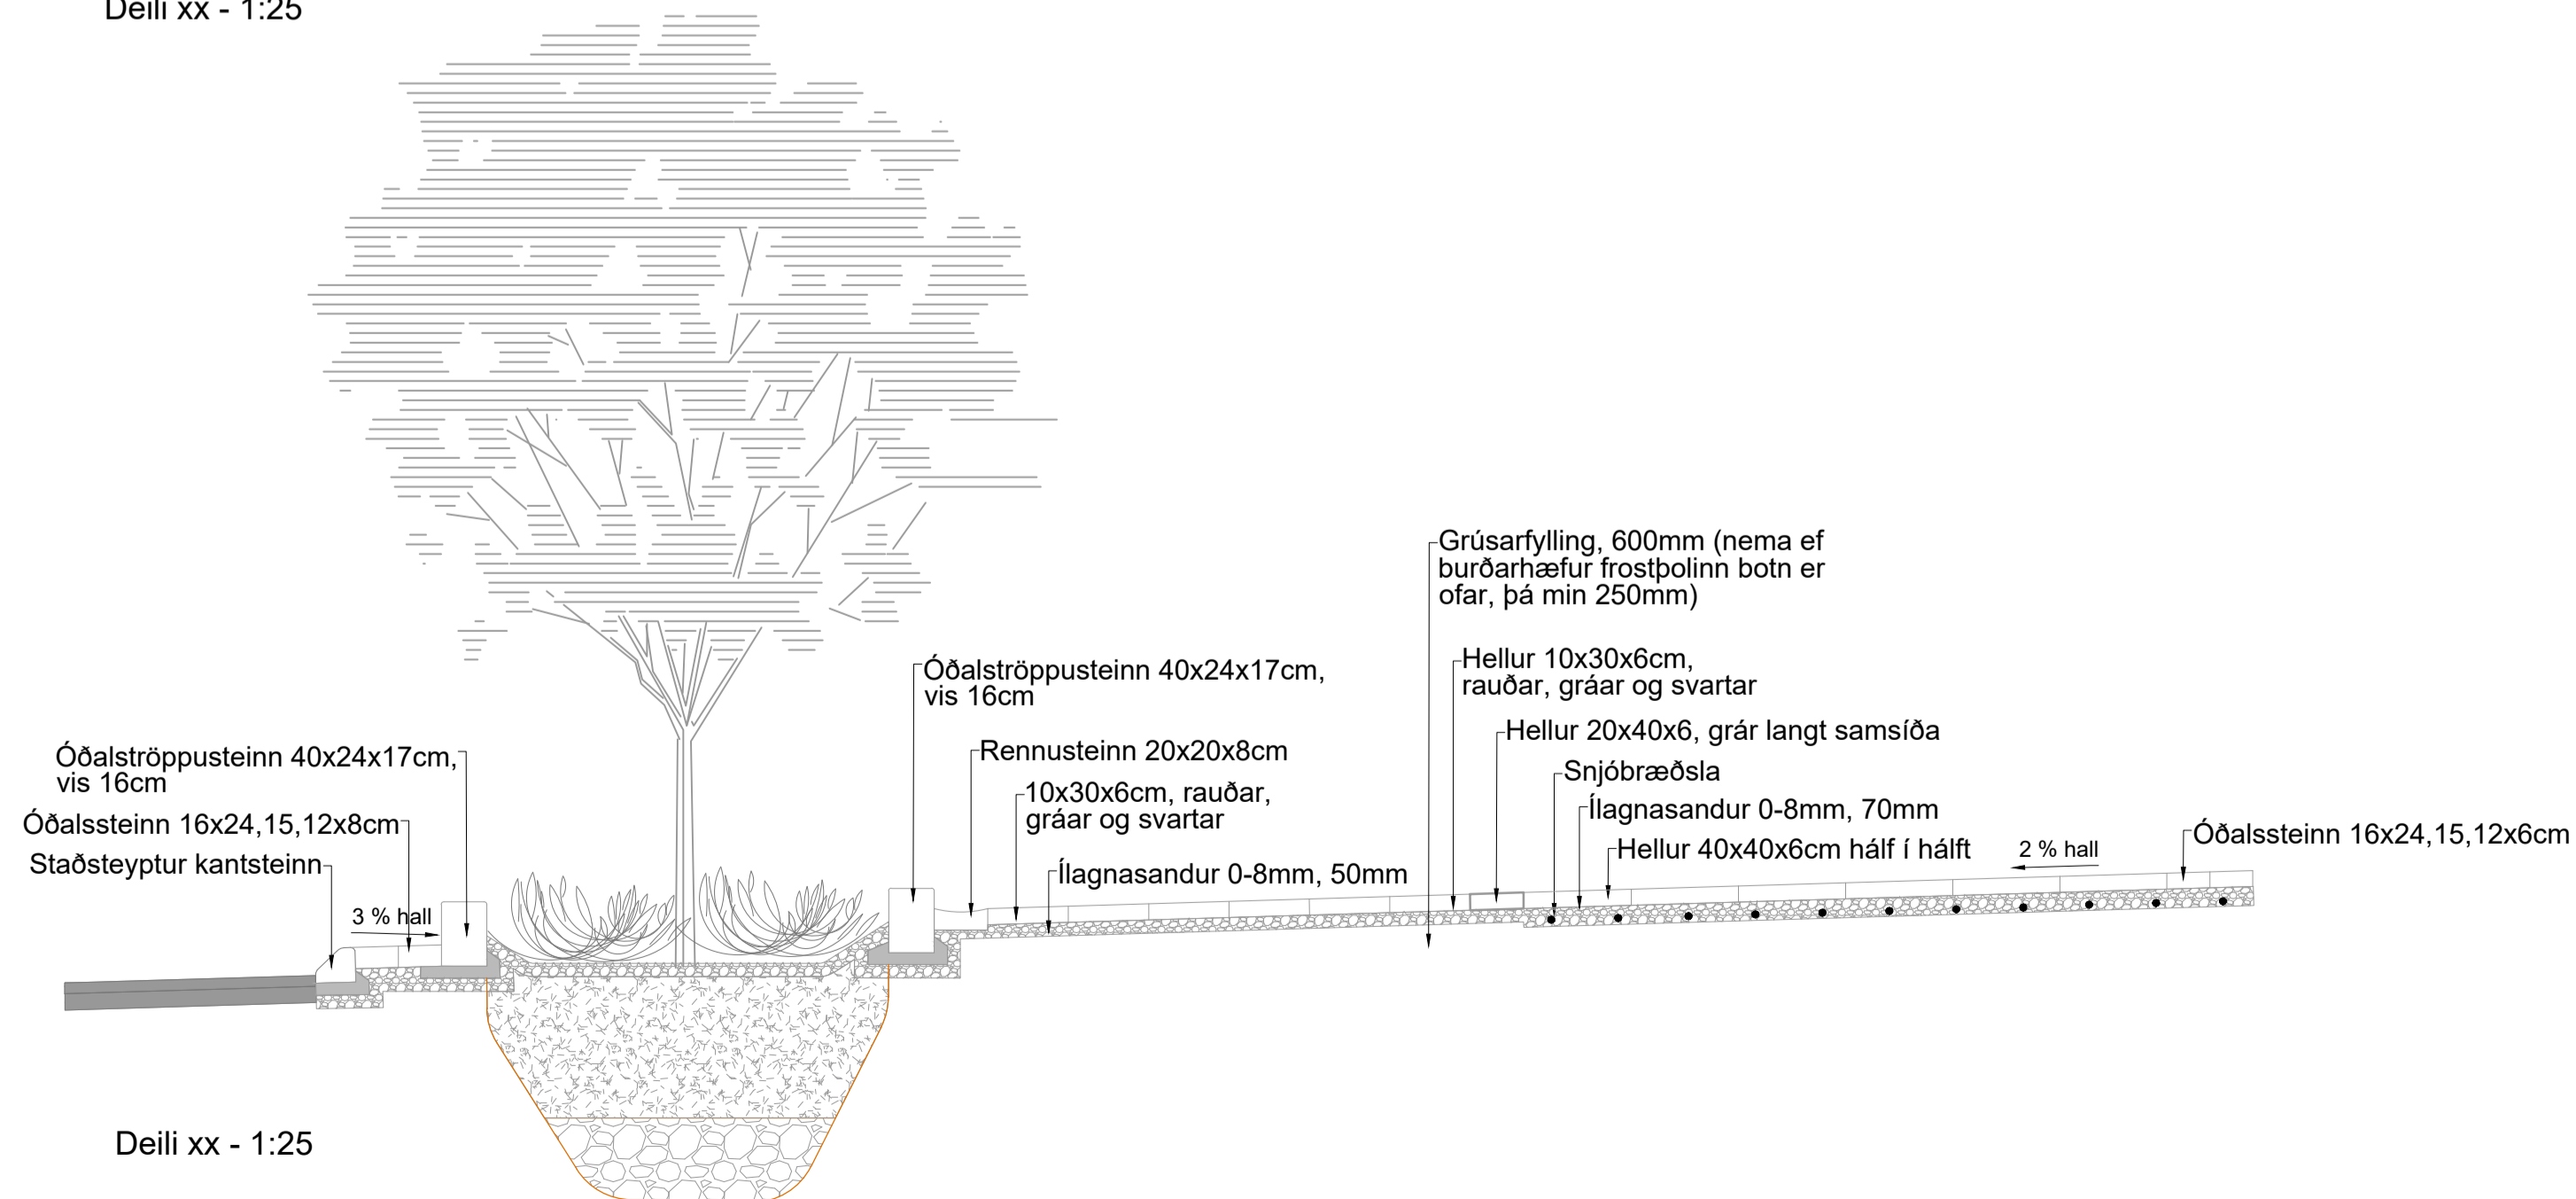 Deili xx - 1:25
Grúsarfylling, 600mm (nema ef
burðarhæfur frostþolinn botn er
ofar, þá min 250mm)
Hellur 10x30x6cm,
rauðar, gráar og svartar
Óðalströppusteinn 40x24x17cm,
vis 16cm
Hellur 20x40x6, grár langt samsíða
Rennusteinn 20x20x8cm
Óðalströppusteinn 40x24x17cm,
vis 16cm
Snjóbræðsla
10x30x6cm, rauðar,
gráar og svartar
Ílagnasandur 0-8mm, 70mm
Óðalssteinn 16x24,15,12x8cm
Óðalssteinn 16x24,15,12x6cm
Hellur 40x40x6cm hálf í hálft
2 % hall
Staðsteyptur kantsteinn
Ílagnasandur 0-8mm, 50mm
3 % hall
Deili xx - 1:25